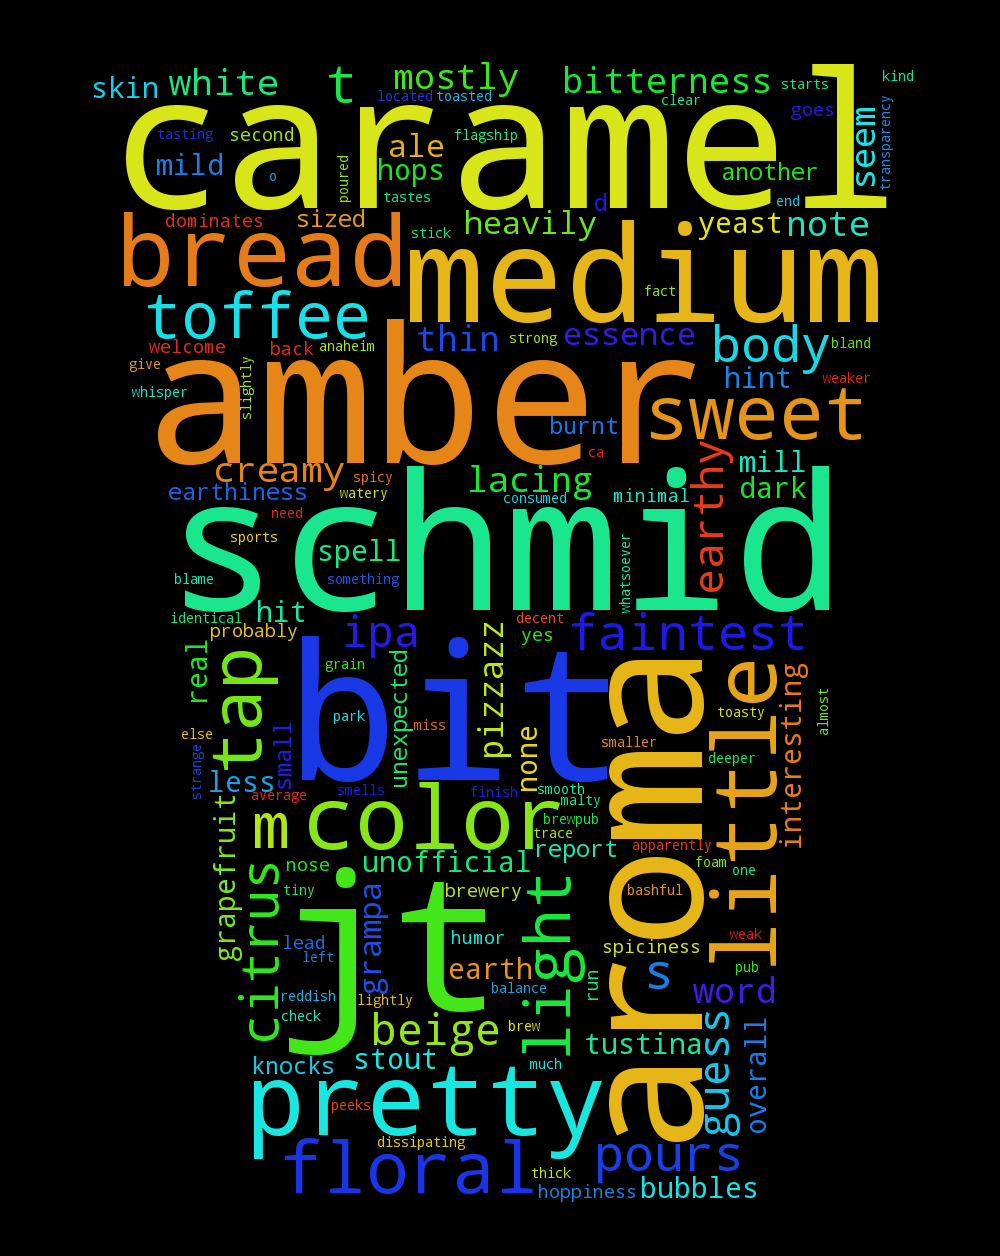 skin white t mostly bitterness starts kind
located toasted clear goes
caramel
tasting second ale flagship seem transparency
mild o poured hops tastes another end
dominates sized d heavily yeast note
bread stick medium
toffee fact
welcome back anaheim thin strong essence body bland
give whisper slightly hint weaker
amber burnt sweet
ca
creamy spicy lacing earthy mill
earthiness watery consumed minimal dark
need
schmid
sports spell whatsoever
blame something
identical hit decent
probably ipa yes faintest
real tap grain bit unexpected pizzazz aroma little interesting almost
park miss toasty
else strange small none smaller deeper
less average smells finish smooth
malty
m color brewpub
trace
grapefruit report apparently
nose unofficial foam one
citrus tiny grampa brewery light bashful
jt
lead humor spiciness weak
left earth s pub
reddish balance run word
lightly
check beige brew tustina guess overall
knocks stout much
pretty
peeks
dissipating pours
floral thick
hoppiness bubbles